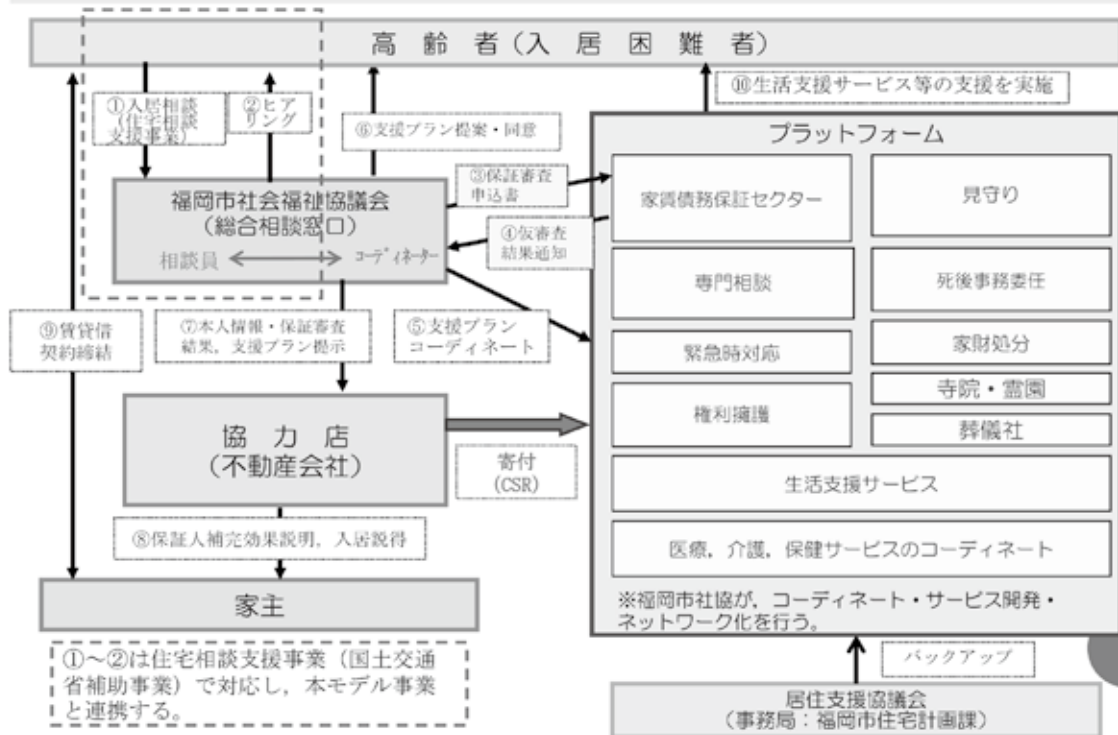 高 齢 者（入 居 困 難 者）
①入居相談
（住宅相談
支援事業）
②ヒア
リング
⑥支援プラン提案・同意
⑩生活支援サービス等の支援を実施
福岡市社会福祉協議会
（総合相談窓口）
相談員
コーディネーター
③保証審査
申込書
④仮審査
結果通知
⑨賃貸借
契約締結
⑦本人情報・保証審査
結果，支援プラン提示
⑤支援プラン
コーディネート
協 力 店
（不動産会社）
寄付
(CSR)
⑧保証人補完効果説明，入居説得
家主
①～②は住宅相談支援事業（国土交通
省補助事業）で対応し，本モデル事業
と連携する。
プラットフォーム
家賃債務保証セクター
見守り
専門相談
死後事務委任
緊急時対応
家財処分
権利擁護
寺院・霊園
葬儀社
生活支援サービス
医療，介護，保健サービスのコーディネート
※福岡市社協が，コーディネート・サービス開発・
ネットワーク化を行う。
バックアップ
居住支援協議会
（事務局：福岡市住宅計画課）